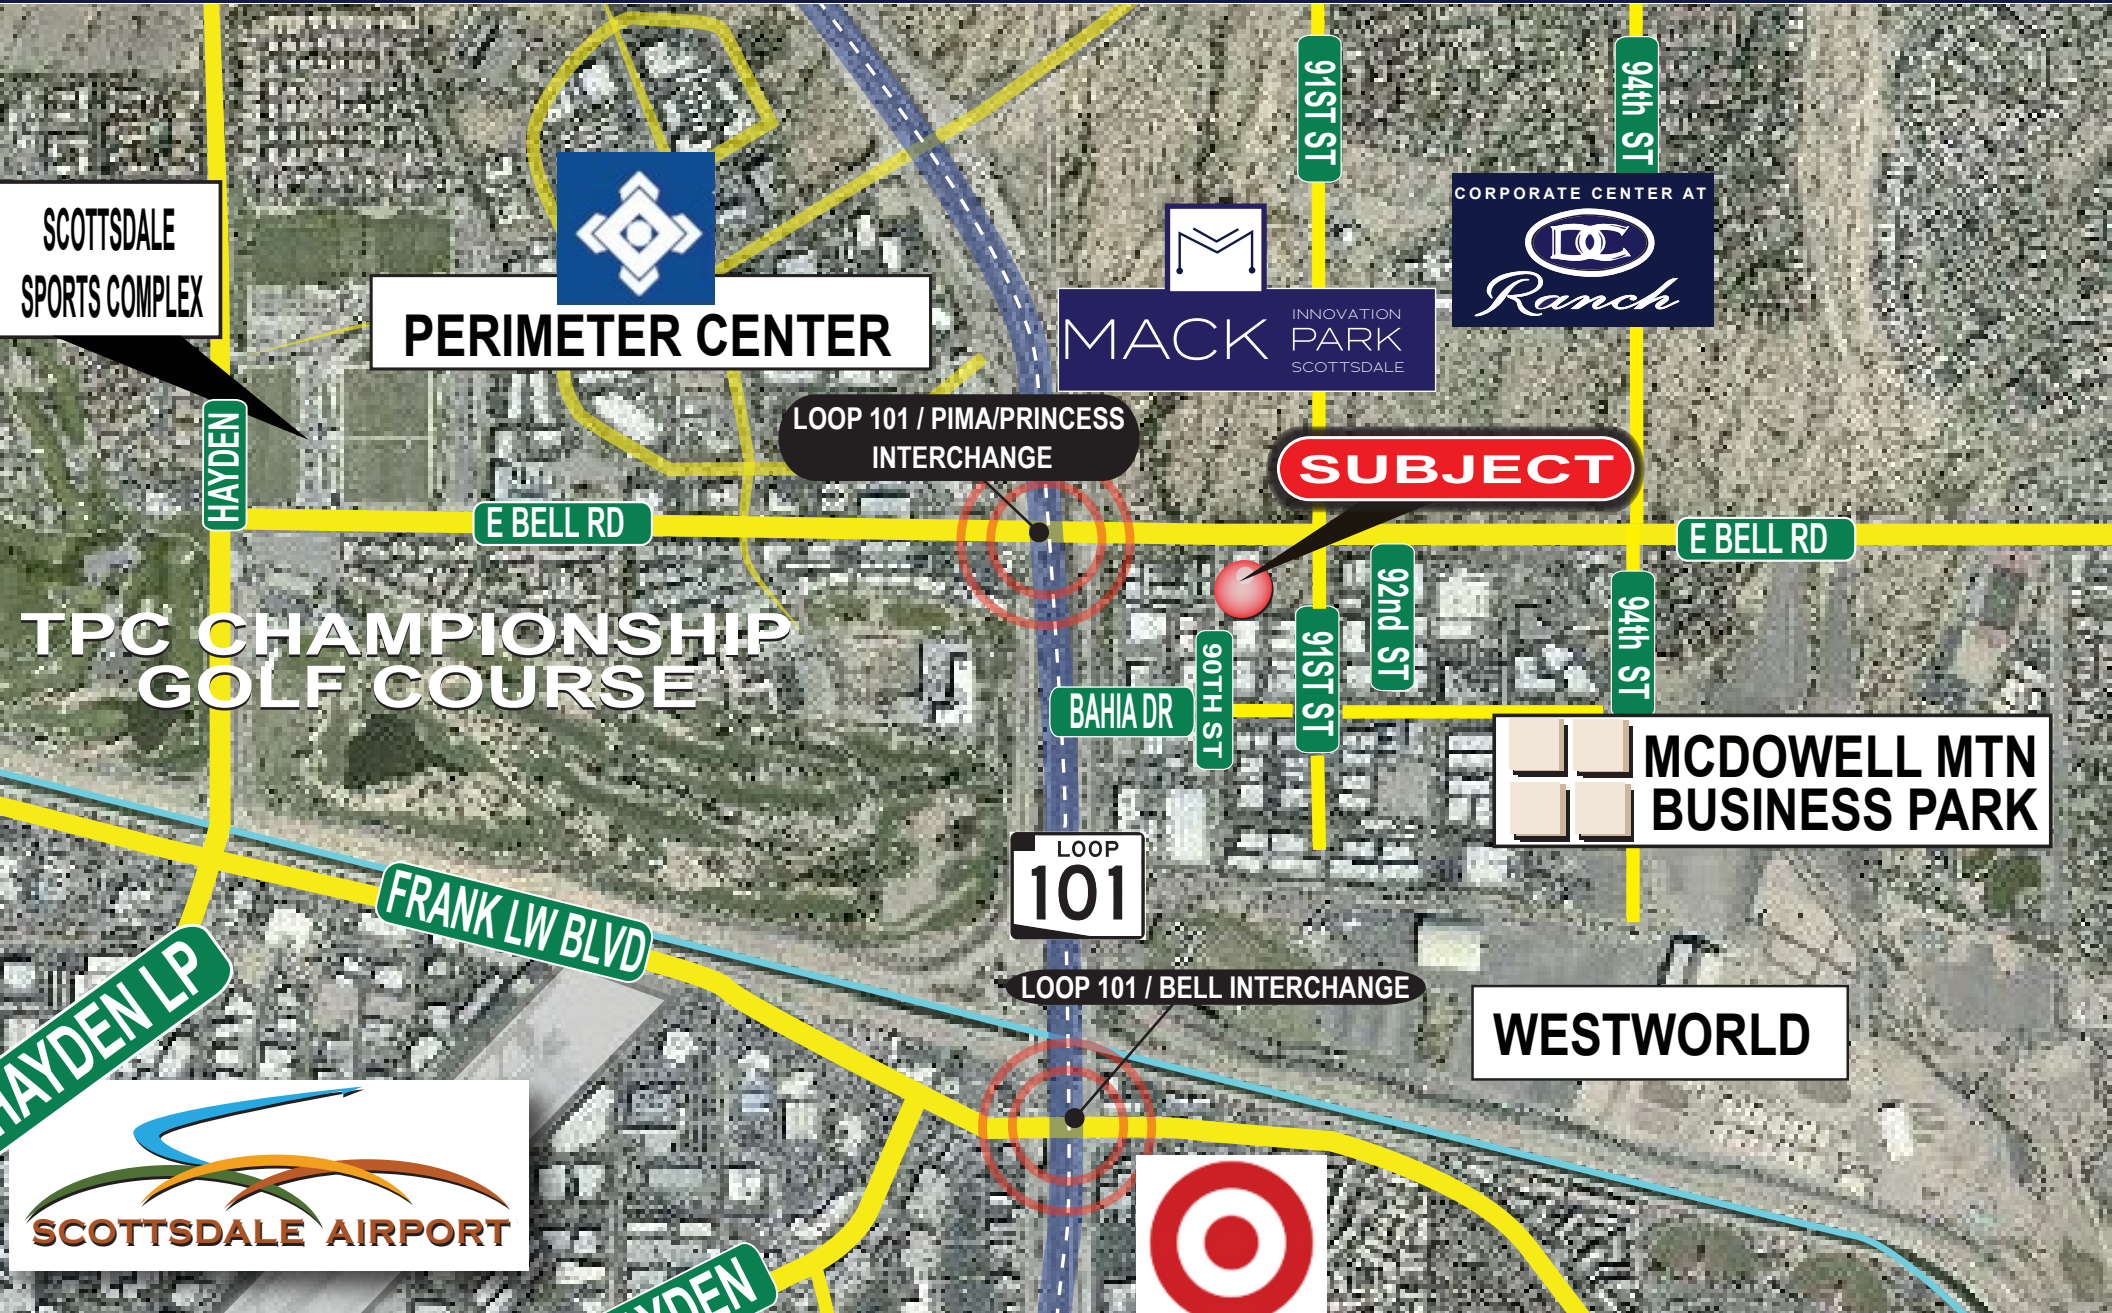 91ST ST
94th ST
CORPORATE CENTER AT
DC
Ranch
SCOTTSDALE
SPORTS COMPLEX
PERIMETER CENTER
M
MACK
INNOVATION
PARK
SCOTTSDALE
LOOP 101 / PIMA/PRINCESS
INTERCHANGE
HAYDEN
SUBJECT
E BELL RD
E BELL RD
92nd ST
94th ST
91ST ST
90TH ST
TPC CHAMPIONSHIP
GOLF COURSE
BAHIA DR
MCDOWELL MTN
BUSINESS PARK
LOOP
101
FRANK LW BLVD
HAYDEN LP
LOOP 101 / BELL INTERCHANGE
WESTWORLD
SCOTTSDALE AIRPORT
YDEN